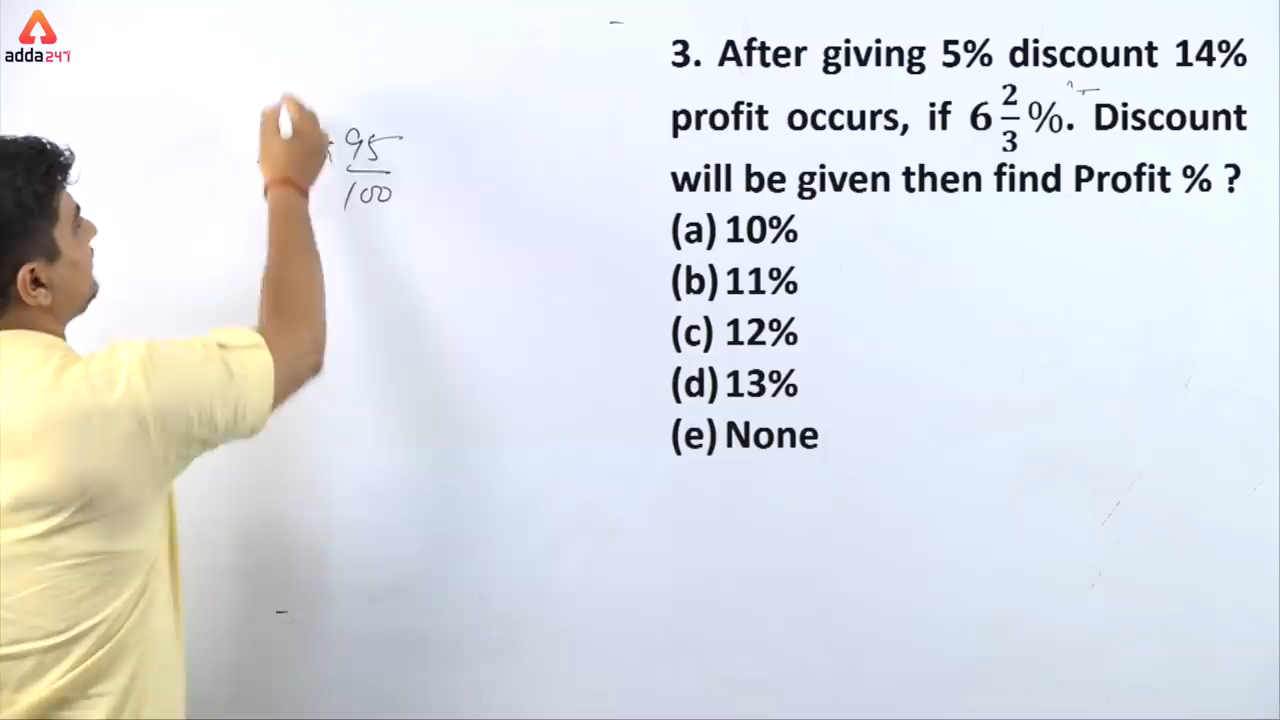 adda247
3. After giving 5% discount 14%
profit occurs, if 6 2/3 %. Discount
will be given then find Profit % ?
(a) 10%
(b) 11%
(c) 12%
(d) 13%
(e) None
95
100